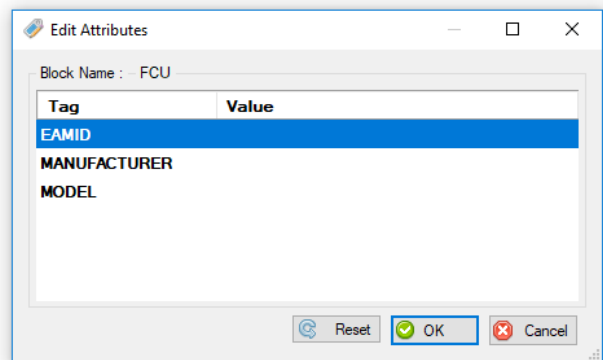 Edit Attributes
Block Name : FCU
Tag Value
EAMID
MANUFACTURER
MODEL
Reset OK Cancel